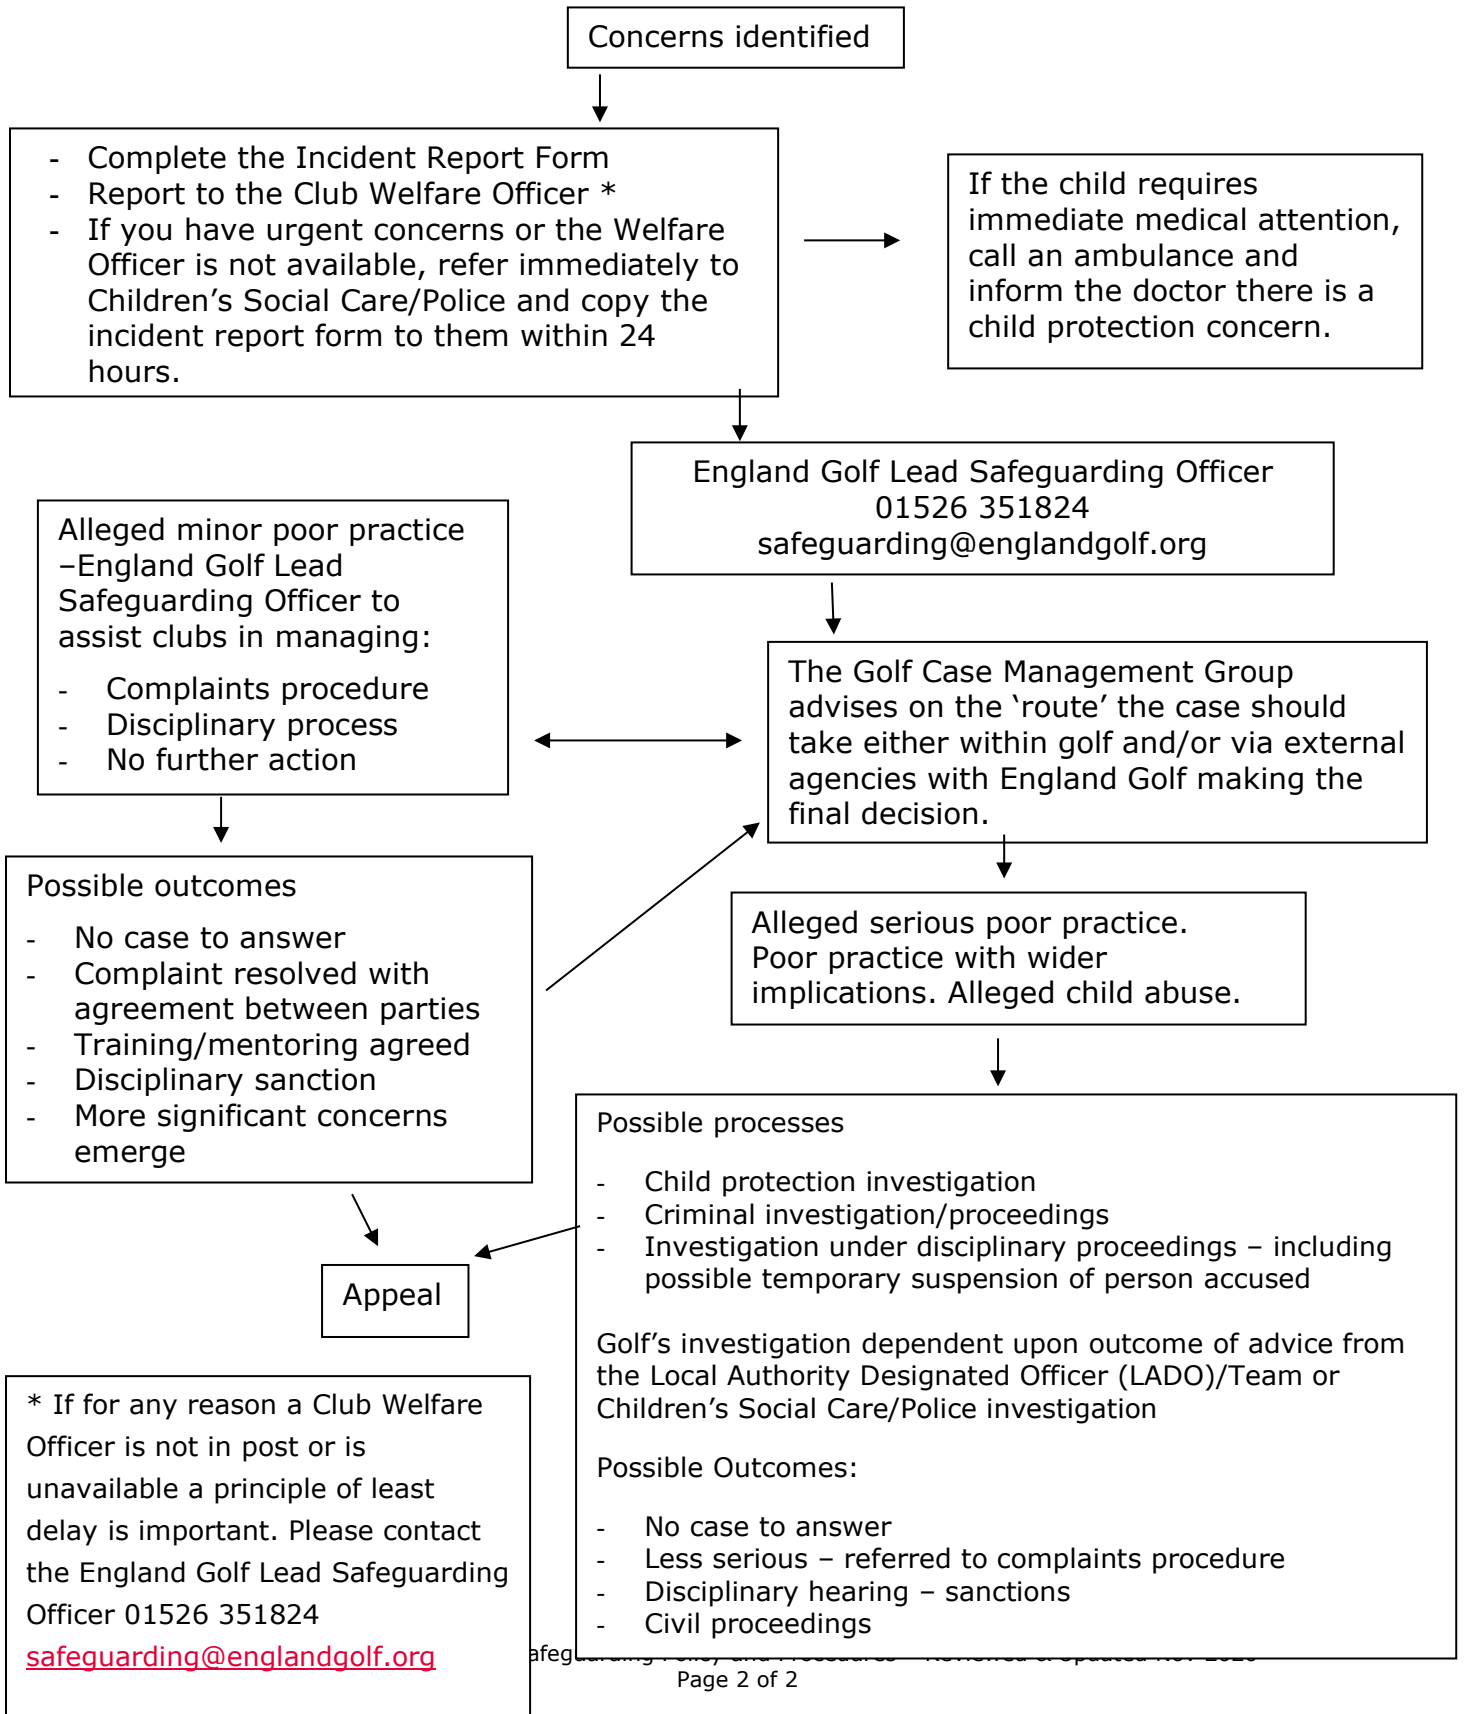 Concerns identified
- Complete the Incident Report Form
- Report to the Club Welfare Officer *
- If you have urgent concerns or the Welfare
Officer is not available, refer immediately to
Children’s Social Care/Police and copy the
incident report form to them within 24
hours.
If the child requires
immediate medical attention,
call an ambulance and
inform the doctor there is a
child protection concern.
England Golf Lead Safeguarding Officer
01526 351824
safeguarding@englandgolf.org
Alleged minor poor practice
–England Golf Lead
Safeguarding Officer to
assist clubs in managing:
- Complaints procedure
- Disciplinary process
- No further action
The Golf Case Management Group
advises on the ‘route’ the case should
take either within golf and/or via external
agencies with England Golf making the
final decision.
Possible outcomes
- No case to answer
- Complaint resolved with
agreement between parties
- Training/mentoring agreed
- Disciplinary sanction
- More significant concerns
emerge
Alleged serious poor practice.
Poor practice with wider
implications. Alleged child abuse.
Possible processes
- Child protection investigation
- Criminal investigation/proceedings
- Investigation under disciplinary proceedings – including
possible temporary suspension of person accused
Golf’s investigation dependent upon outcome of advice from
the Local Authority Designated Officer (LADO)/Team or
Children’s Social Care/Police investigation
Possible Outcomes:
- No case to answer
- Less serious – referred to complaints procedure
- Disciplinary hearing – sanctions
- Civil proceedings
Appeal
* If for any reason a Club Welfare
Officer is not in post or is
unavailable a principle of least
delay is important. Please contact
the England Golf Lead Safeguarding
Officer 01526 351824
safeguarding@englandgolf.org
Page 2 of 2